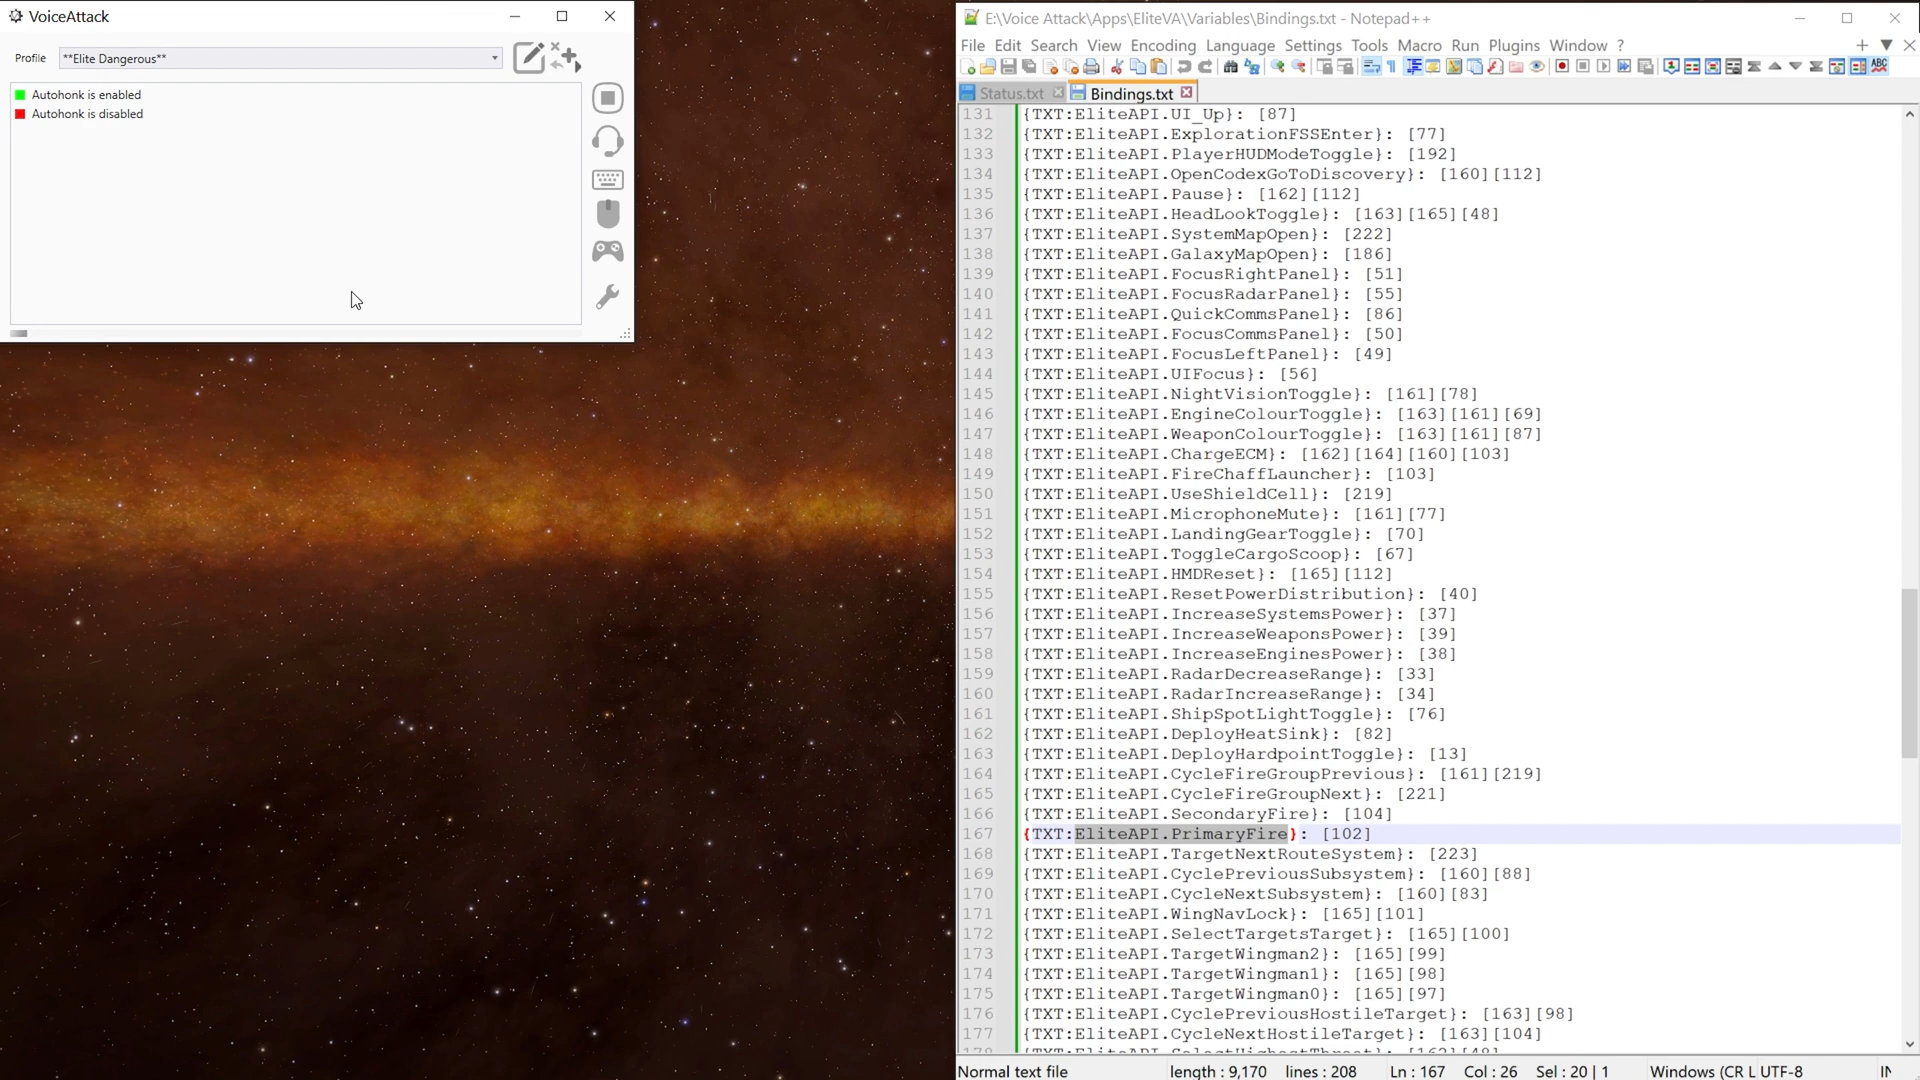 VoiceAttack
Profile **Elite Dangerous**
Autohonk is enabled
Autohonk is disabled
E:\Voice Attack\Apps\EliteVA\Variables\Bindings.txt - Notepad++
File Edit Search View Encoding Language Settings Tools Macro Run Plugins Window ?
Status.txt Bindings.txt
131 {TXT:EliteAPI.UI_Up}: [87]
132 {TXT:EliteAPI.ExplorationFSSEnter}: [77]
133 {TXT:EliteAPI.PlayerHUDModeToggle}: [192]
134 {TXT:EliteAPI.OpenCodexGoToDiscovery}: [160][112]
135 {TXT:EliteAPI.Pause}: [162][112]
136 {TXT:EliteAPI.HeadLookToggle}: [163][165][48]
137 {TXT:EliteAPI.SystemMapOpen}: [222]
138 {TXT:EliteAPI.GalaxyMapOpen}: [186]
139 {TXT:EliteAPI.FocusRightPanel}: [51]
140 {TXT:EliteAPI.FocusRadarPanel}: [55]
141 {TXT:EliteAPI.QuickCommsPanel}: [86]
142 {TXT:EliteAPI.FocusCommsPanel}: [50]
143 {TXT:EliteAPI.FocusLeftPanel}: [49]
144 {TXT:EliteAPI.UIFocus}: [56]
145 {TXT:EliteAPI.NightVisionToggle}: [161][78]
146 {TXT:EliteAPI.EngineColourToggle}: [163][161][69]
147 {TXT:EliteAPI.WeaponColourToggle}: [163][161][87]
148 {TXT:EliteAPI.ChargeECM}: [162][164][160][103]
149 {TXT:EliteAPI.FireChaffLauncher}: [103]
150 {TXT:EliteAPI.UseShieldCell}: [219]
151 {TXT:EliteAPI.MicrophoneMute}: [161][77]
152 {TXT:EliteAPI.LandingGearToggle}: [70]
153 {TXT:EliteAPI.ToggleCargoScoop}: [67]
154 {TXT:EliteAPI.HMDReset}: [165][112]
155 {TXT:EliteAPI.ResetPowerDistribution}: [40]
156 {TXT:EliteAPI.IncreaseSystemsPower}: [37]
157 {TXT:EliteAPI.IncreaseWeaponsPower}: [39]
158 {TXT:EliteAPI.IncreaseEnginesPower}: [38]
159 {TXT:EliteAPI.RadarDecreaseRange}: [33]
160 {TXT:EliteAPI.RadarIncreaseRange}: [34]
161 {TXT:EliteAPI.ShipSpotLightToggle}: [76]
162 {TXT:EliteAPI.DeployHeatSink}: [82]
163 {TXT:EliteAPI.DeployHardpointToggle}: [13]
164 {TXT:EliteAPI.CycleFireGroupPrevious}: [161][219]
165 {TXT:EliteAPI.CycleFireGroupNext}: [221]
166 {TXT:EliteAPI.SecondaryFire}: [104]
167 {TXT:EliteAPI.PrimaryFire}: [102]
168 {TXT:EliteAPI.TargetNextRouteSystem}: [223]
169 {TXT:EliteAPI.CyclePreviousSubsystem}: [160][88]
170 {TXT:EliteAPI.CycleNextSubsystem}: [160][83]
171 {TXT:EliteAPI.WingNavLock}: [165][101]
172 {TXT:EliteAPI.SelectTargetsTarget}: [165][100]
173 {TXT:EliteAPI.TargetWingman2}: [165][99]
174 {TXT:EliteAPI.TargetWingman1}: [165][98]
175 {TXT:EliteAPI.TargetWingman0}: [165][97]
176 {TXT:EliteAPI.CyclePreviousHostileTarget}: [163][98]
177 {TXT:EliteAPI.CycleNextHostileTarget}: [163][104]
Normal text file length : 9,170 lines : 208 Ln : 167 Col : 26 Sel : 20 | 1 Windows (CR L UTF-8